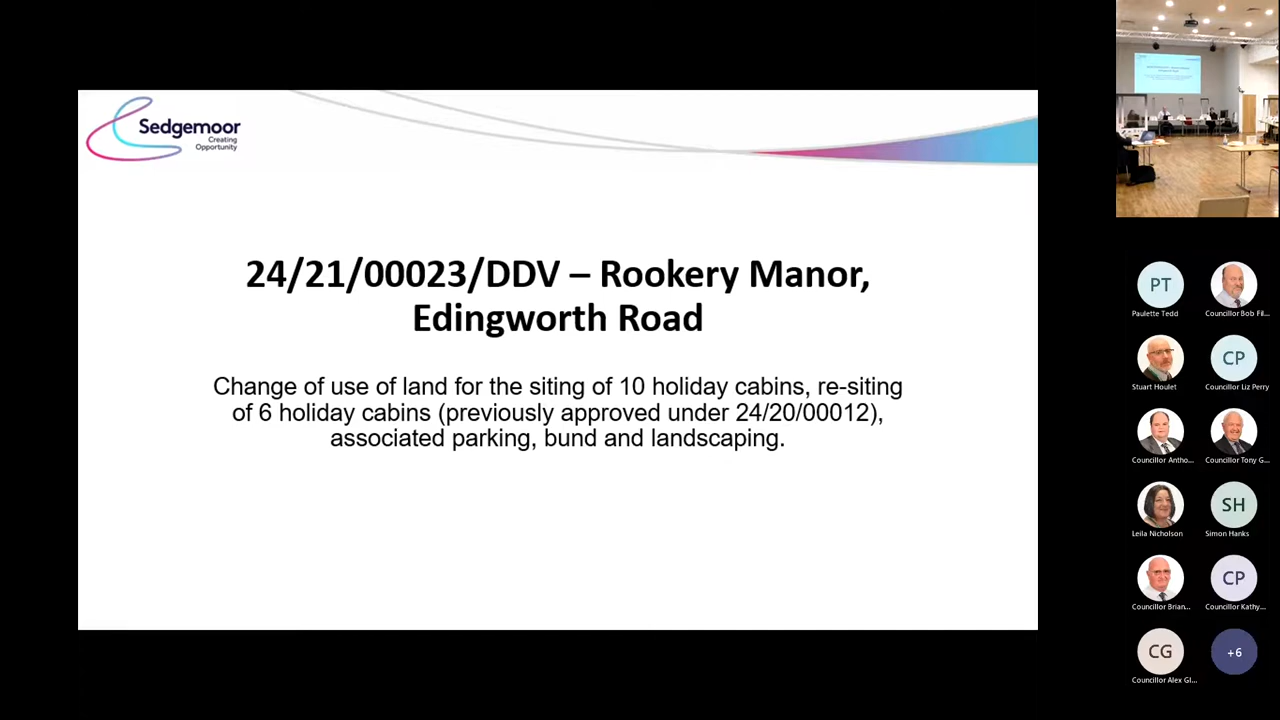 Sedgemoor
Creating
Opportunity
24/21/00023/DDV – Rookery Manor,
Edingworth Road
Change of use of land for the siting of 10 holiday cabins, re-siting
of 6 holiday cabins (previously approved under 24/20/00012),
associated parking, bund and landscaping.
PT
Paulette Tedd
Councillor Bob Fil...
Stuart Houlet
CP
Councillor Liz Perry
Councillor Antho...
Councillor Tony G...
Leila Nicholson
SH
Simon Hanks
Councillor Brian...
CP
Councillor Kathy...
CG
Councillor Alex Gl...
+6